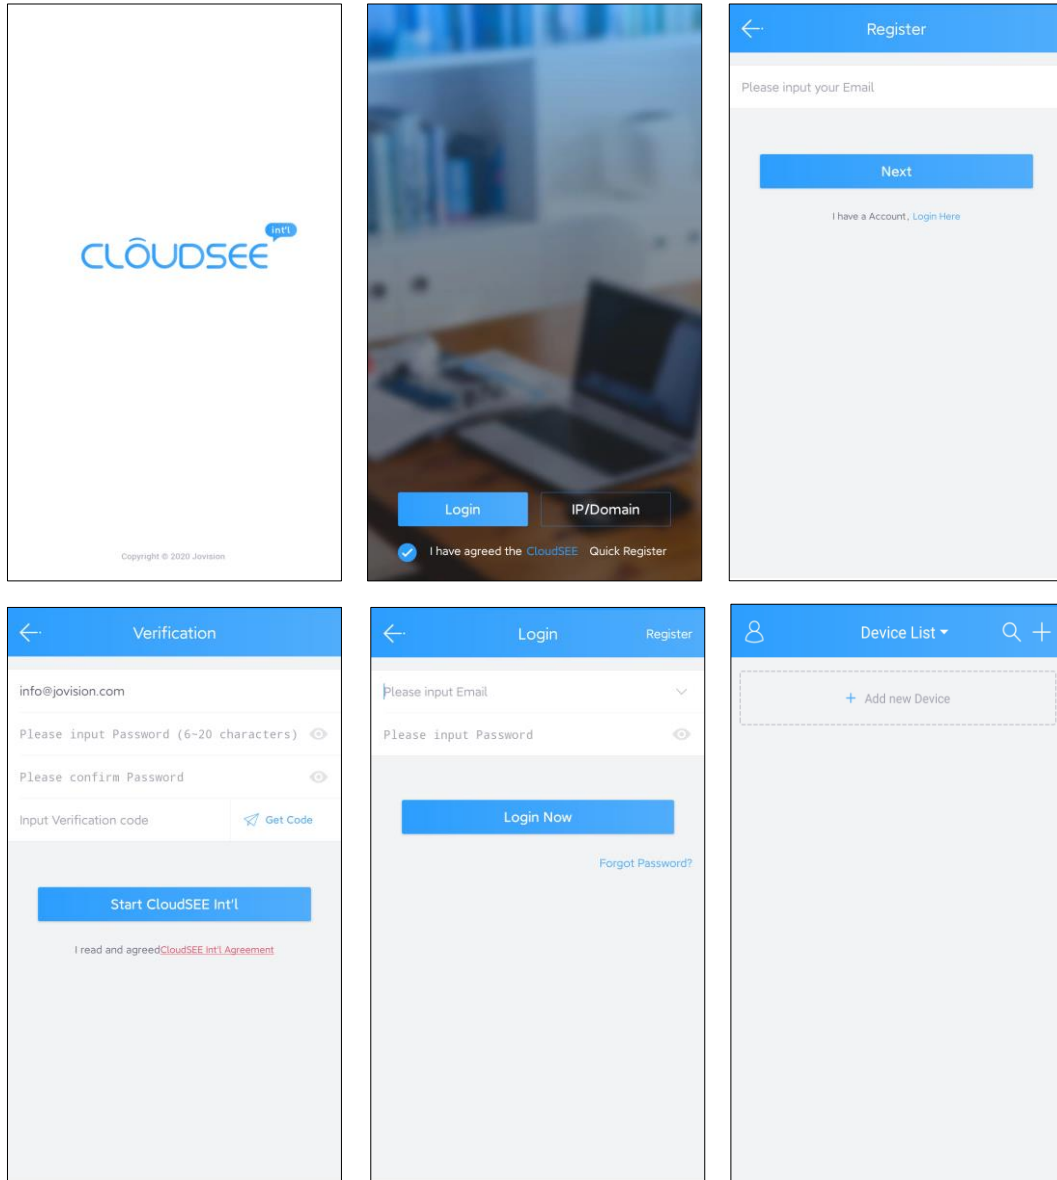 int'l
CLOUDSEE
Copyright © 2020 Jovision
Login
IP/Domain
I have agreed the CloudSEE Quick Register
Register
Please input your Email
Next
I have a Account, Login Here
Verification
info@jovision.com
Please input Password (6~20 characters)
Please confirm Password
Input Verification code
Get Code
Start CloudSEE Int'l
I read and agreedCloudSEE Int'l Agreement
Login
Register
Please input Email
Please input Password
Login Now
Forgot Password?
Device List
+ Add new Device